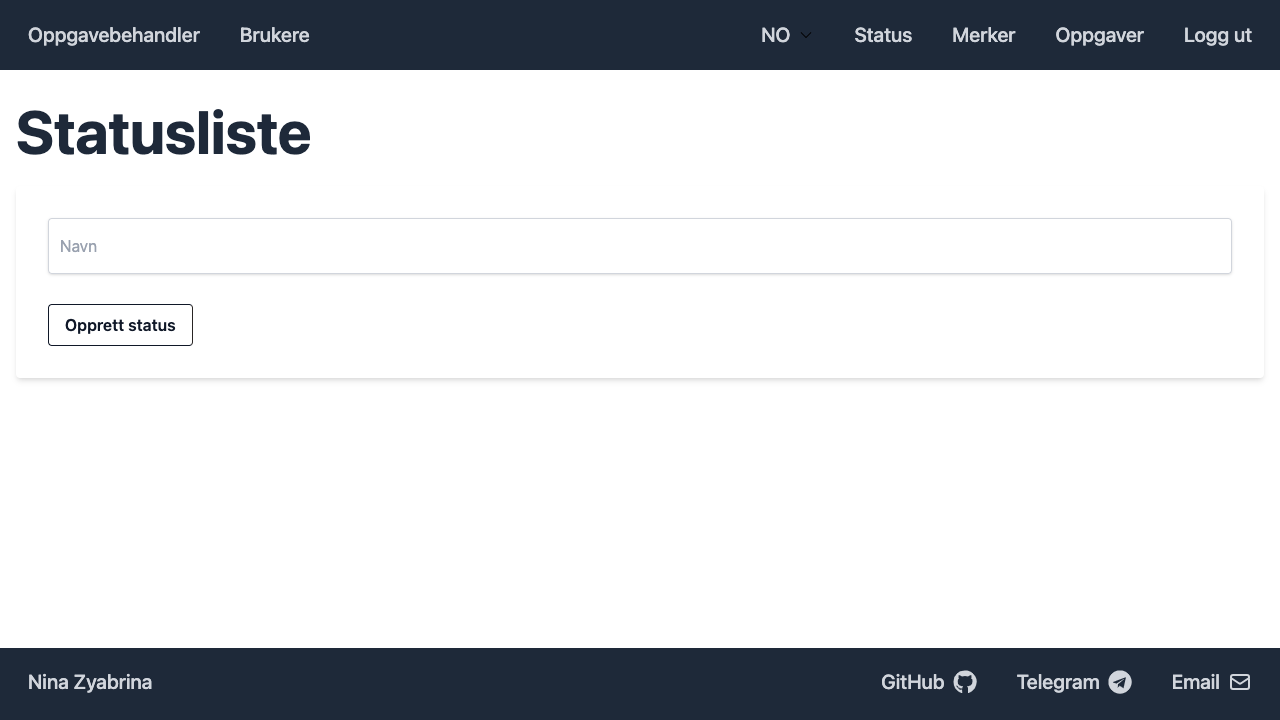 Oppgavebehandler Brukere NO Status Merker Oppgaver Logg ut
Statusliste
Navn
Opprett status
Nina Zyabrina GitHub Telegram Email